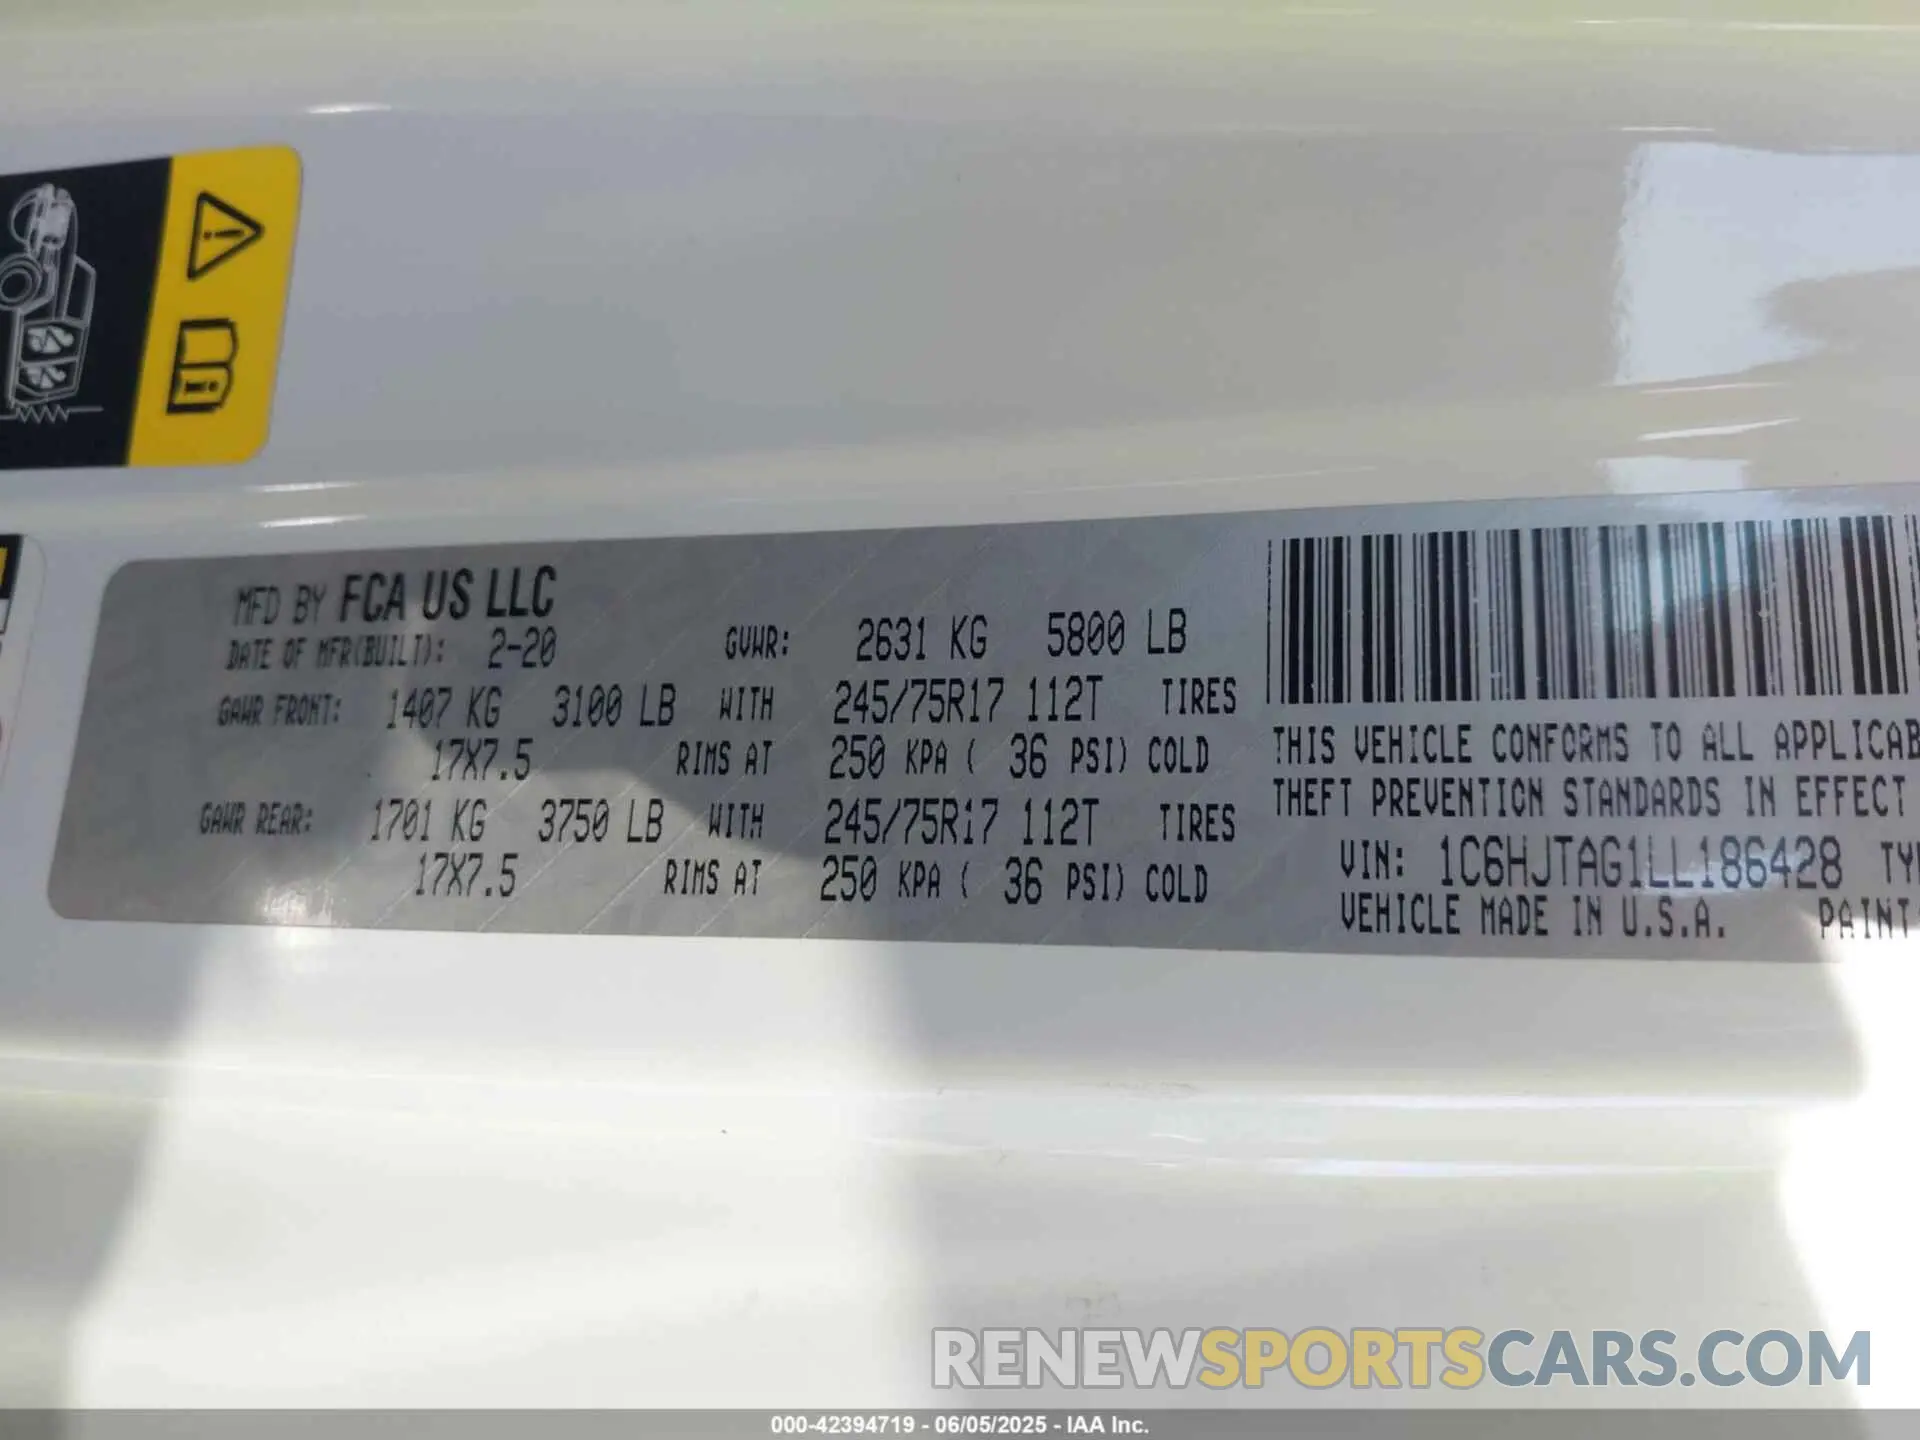 MFD BY FCA US LLC
DATE OF MFR(BUILT): 2-20 GVWR: 2631 KG 5800 LB
GAWR FRONT: 1407 KG 3100 LB WITH 245/75R17 112T TIRES
17X7.5 RIMS AT 250 KPA ( 36 PSI) COLD
GAWR REAR: 1701 KG 3750 LB WITH 245/75R17 112T TIRES
17X7.5 RIMS AT 250 KPA ( 36 PSI) COLD
THIS VEHICLE CONFORMS TO ALL APPLICAB
THEFT PREVENTION STANDARDS IN EFFECT
VIN: 1C6HJTAG1LL186428 TY
VEHICLE MADE IN U.S.A. PAINT
RENEWSPORTSCARS.COM
000-42394719 - 06/05/2025 - IAA Inc.